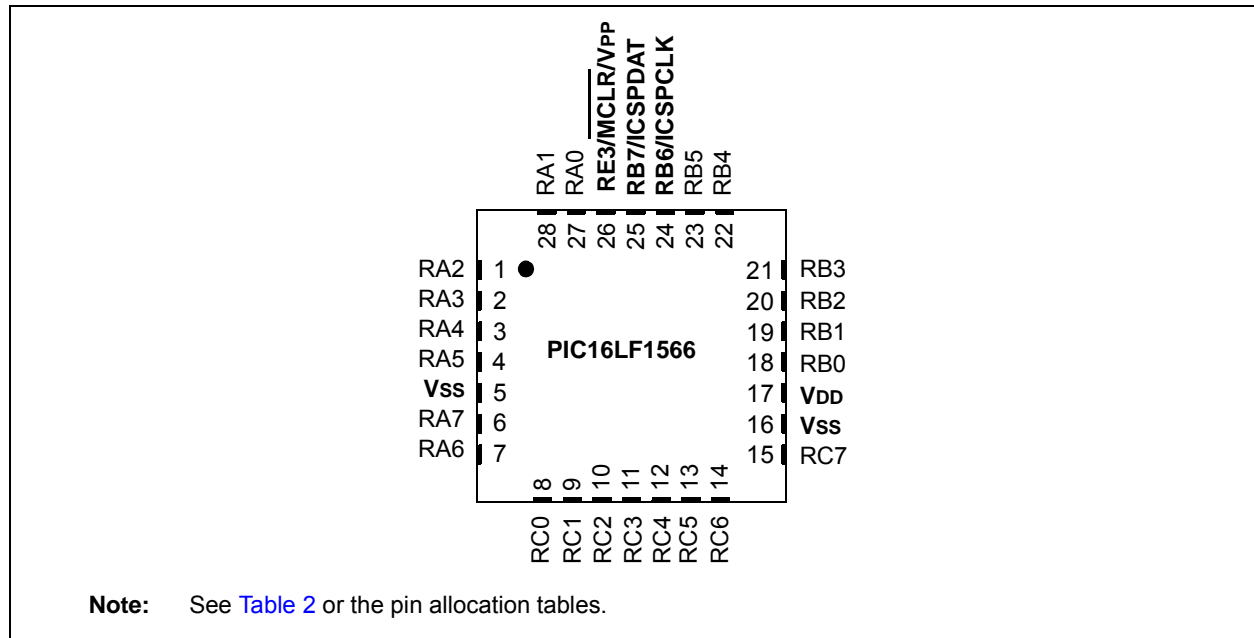 RE3/MCLR/VPP
RB7/ICSPDAT
RB6/ICSPCLK
RA1
RA0
RB5
RB4
28
27
26
25
24
23
22
RA2 1 21 RB3
RA3 2 20 RB2
RA4 3 19 RB1
PIC16LF1566
RA5 4 18 RB0
VSS 5 17 VDD
RA7 6 16 VSS
RA6 7 15 RC7
8
9
10
11
12
13
14
RC0
RC1
RC2
RC3
RC4
RC5
RC6
Note: See Table 2 or the pin allocation tables.